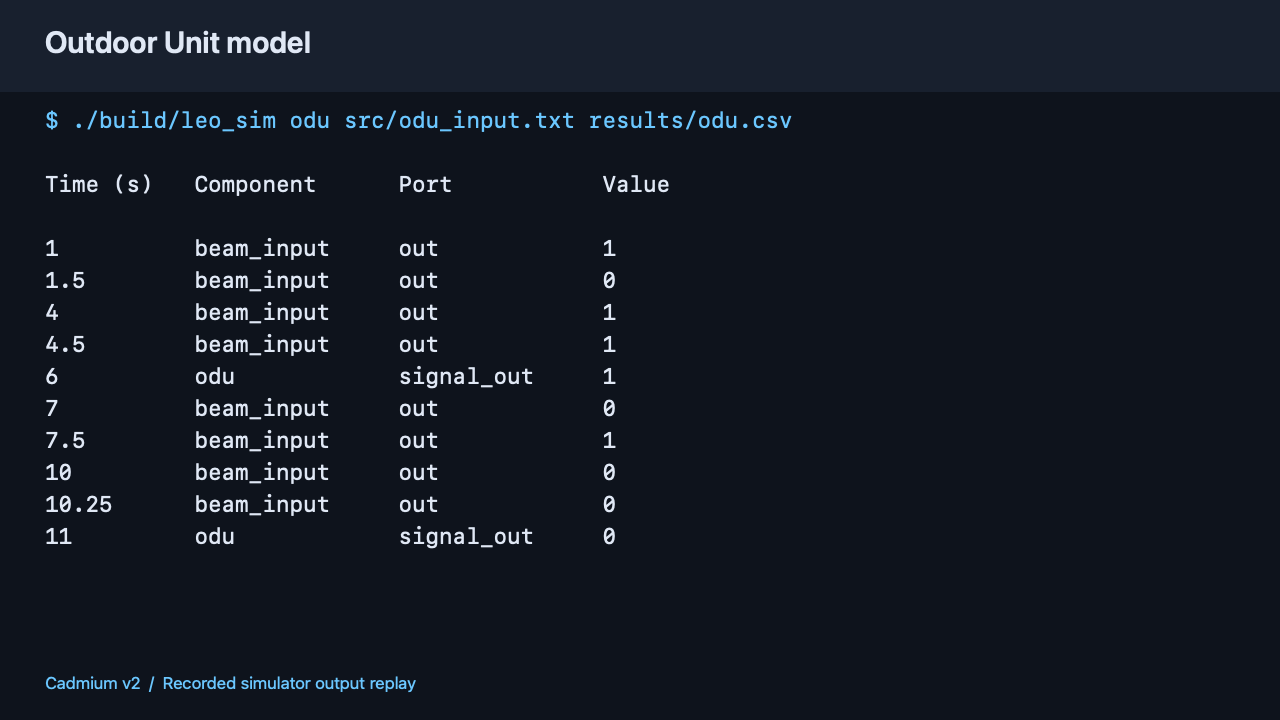 Outdoor Unit model
$ ./build/leo_sim odu src/odu_input.txt results/odu.csv
Time (s) Component Port Value
1 beam_input out 1
1.5 beam_input out 0
4 beam_input out 1
4.5 beam_input out 1
6 odu signal_out 1
7 beam_input out 0
7.5 beam_input out 1
10 beam_input out 0
10.25 beam_input out 0
11 odu signal_out 0
Cadmium v2 / Recorded simulator output replay